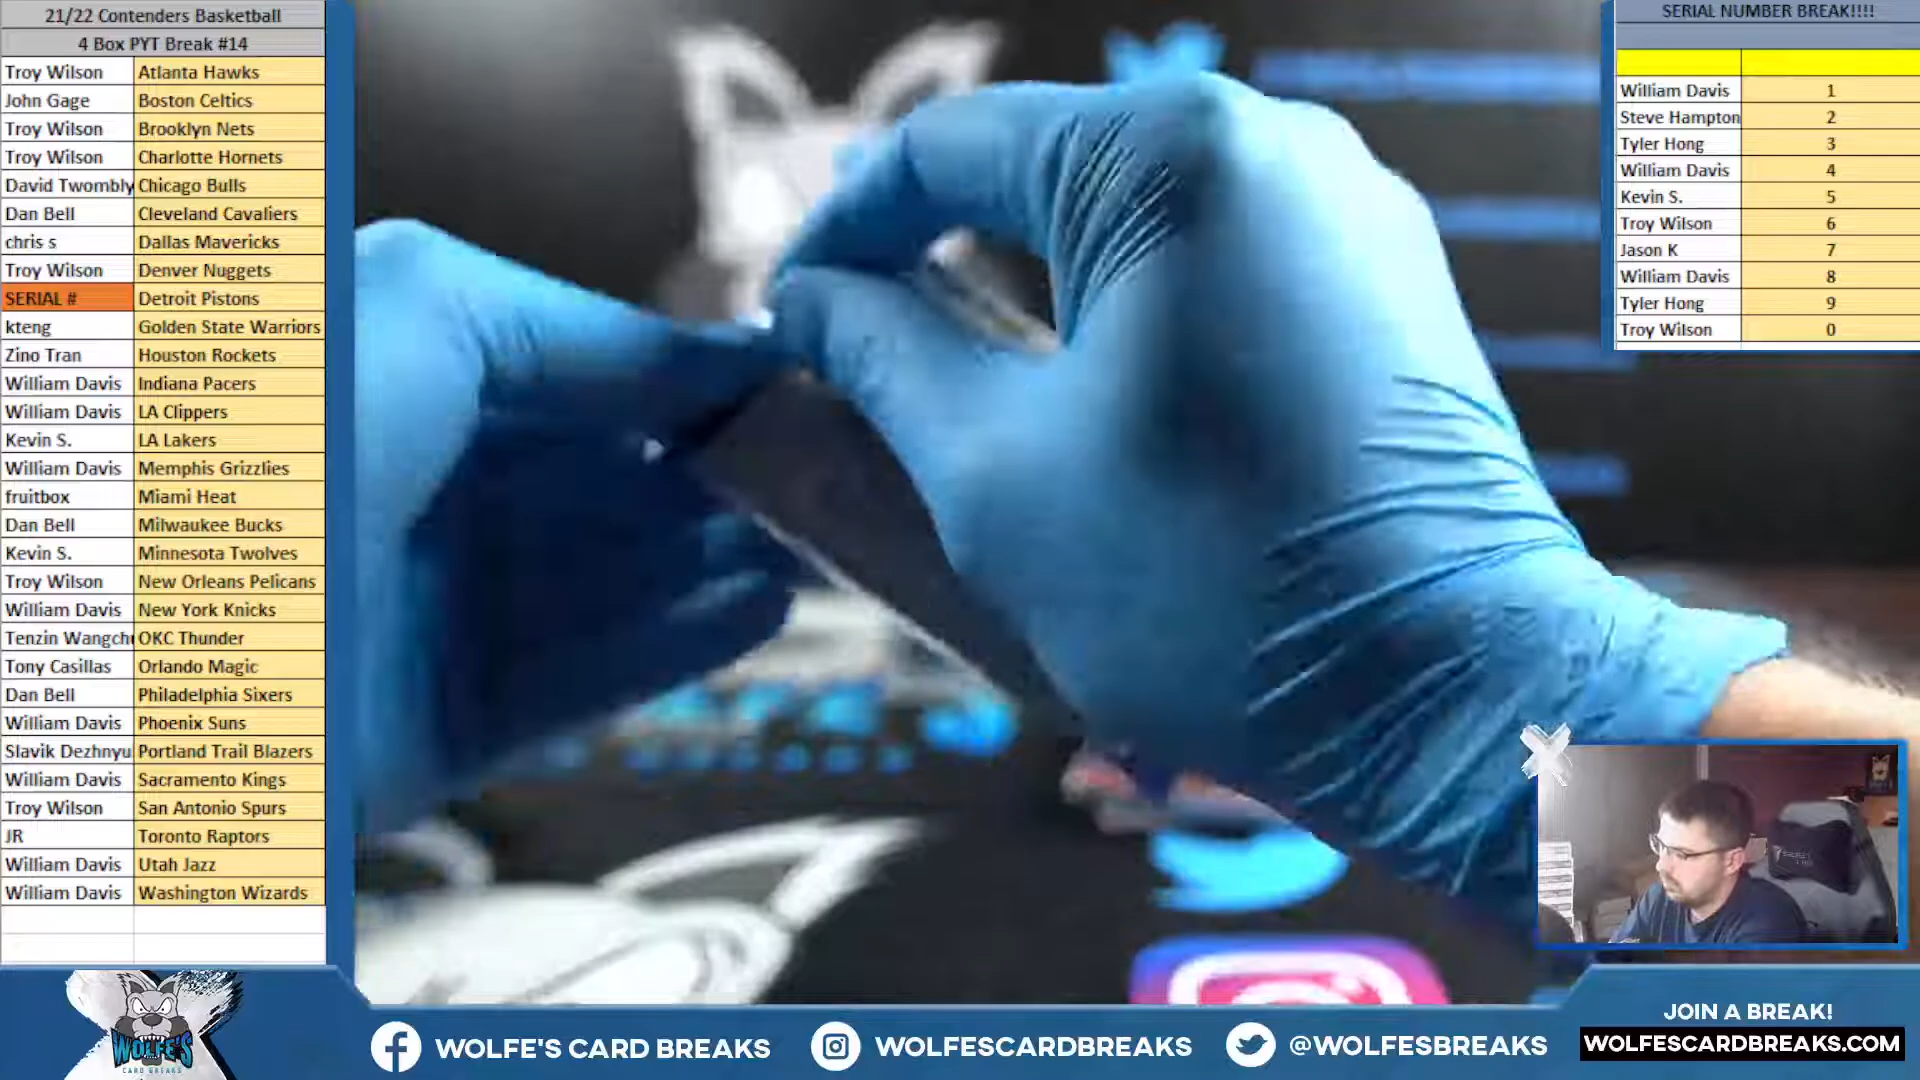 21/22 Contenders Basketball
4 Box PYT Break #14
Troy Wilson Atlanta Hawks
John Gage Boston Celtics
Troy Wilson Brooklyn Nets
Troy Wilson Charlotte Hornets
David Twombly Chicago Bulls
Dan Bell Cleveland Cavaliers
chris s Dallas Mavericks
Troy Wilson Denver Nuggets
SERIAL # Detroit Pistons
kteng Golden State Warriors
Zino Tran Houston Rockets
William Davis Indiana Pacers
William Davis LA Clippers
Kevin S. LA Lakers
William Davis Memphis Grizzlies
fruitbox Miami Heat
Dan Bell Milwaukee Bucks
Kevin S. Minnesota Twolves
Troy Wilson New Orleans Pelicans
William Davis New York Knicks
Tenzin Wangch OKC Thunder
Tony Casillas Orlando Magic
Dan Bell Philadelphia Sixers
William Davis Phoenix Suns
Slavik Dezhnyu Portland Trail Blazers
William Davis Sacramento Kings
Troy Wilson San Antonio Spurs
JR Toronto Raptors
William Davis Utah Jazz
William Davis Washington Wizards
SERIAL NUMBER BREAK!!!!
William Davis 1
Steve Hampton 2
Tyler Hong 3
William Davis 4
Kevin S. 5
Troy Wilson 6
Jason K 7
William Davis 8
Tyler Hong 9
Troy Wilson 0
WOLFE'S
CARD BREAKS
WOLFE'S CARD BREAKS
WOLFESCARDBREAKS
@WOLFESBREAKS
JOIN A BREAK!
WOLFESCARDBREAKS.COM